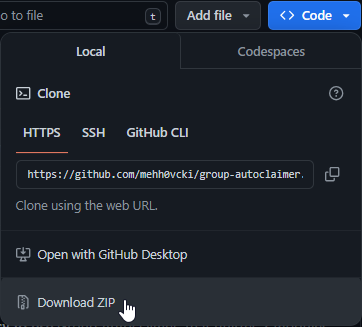 o to file t Add file <> Code
Local Codespaces
Clone
HTTPS SSH GitHub CLI
https://github.com/mehh0vcki/group-autoclaimer.
Clone using the web URL.
Open with GitHub Desktop
Download ZIP